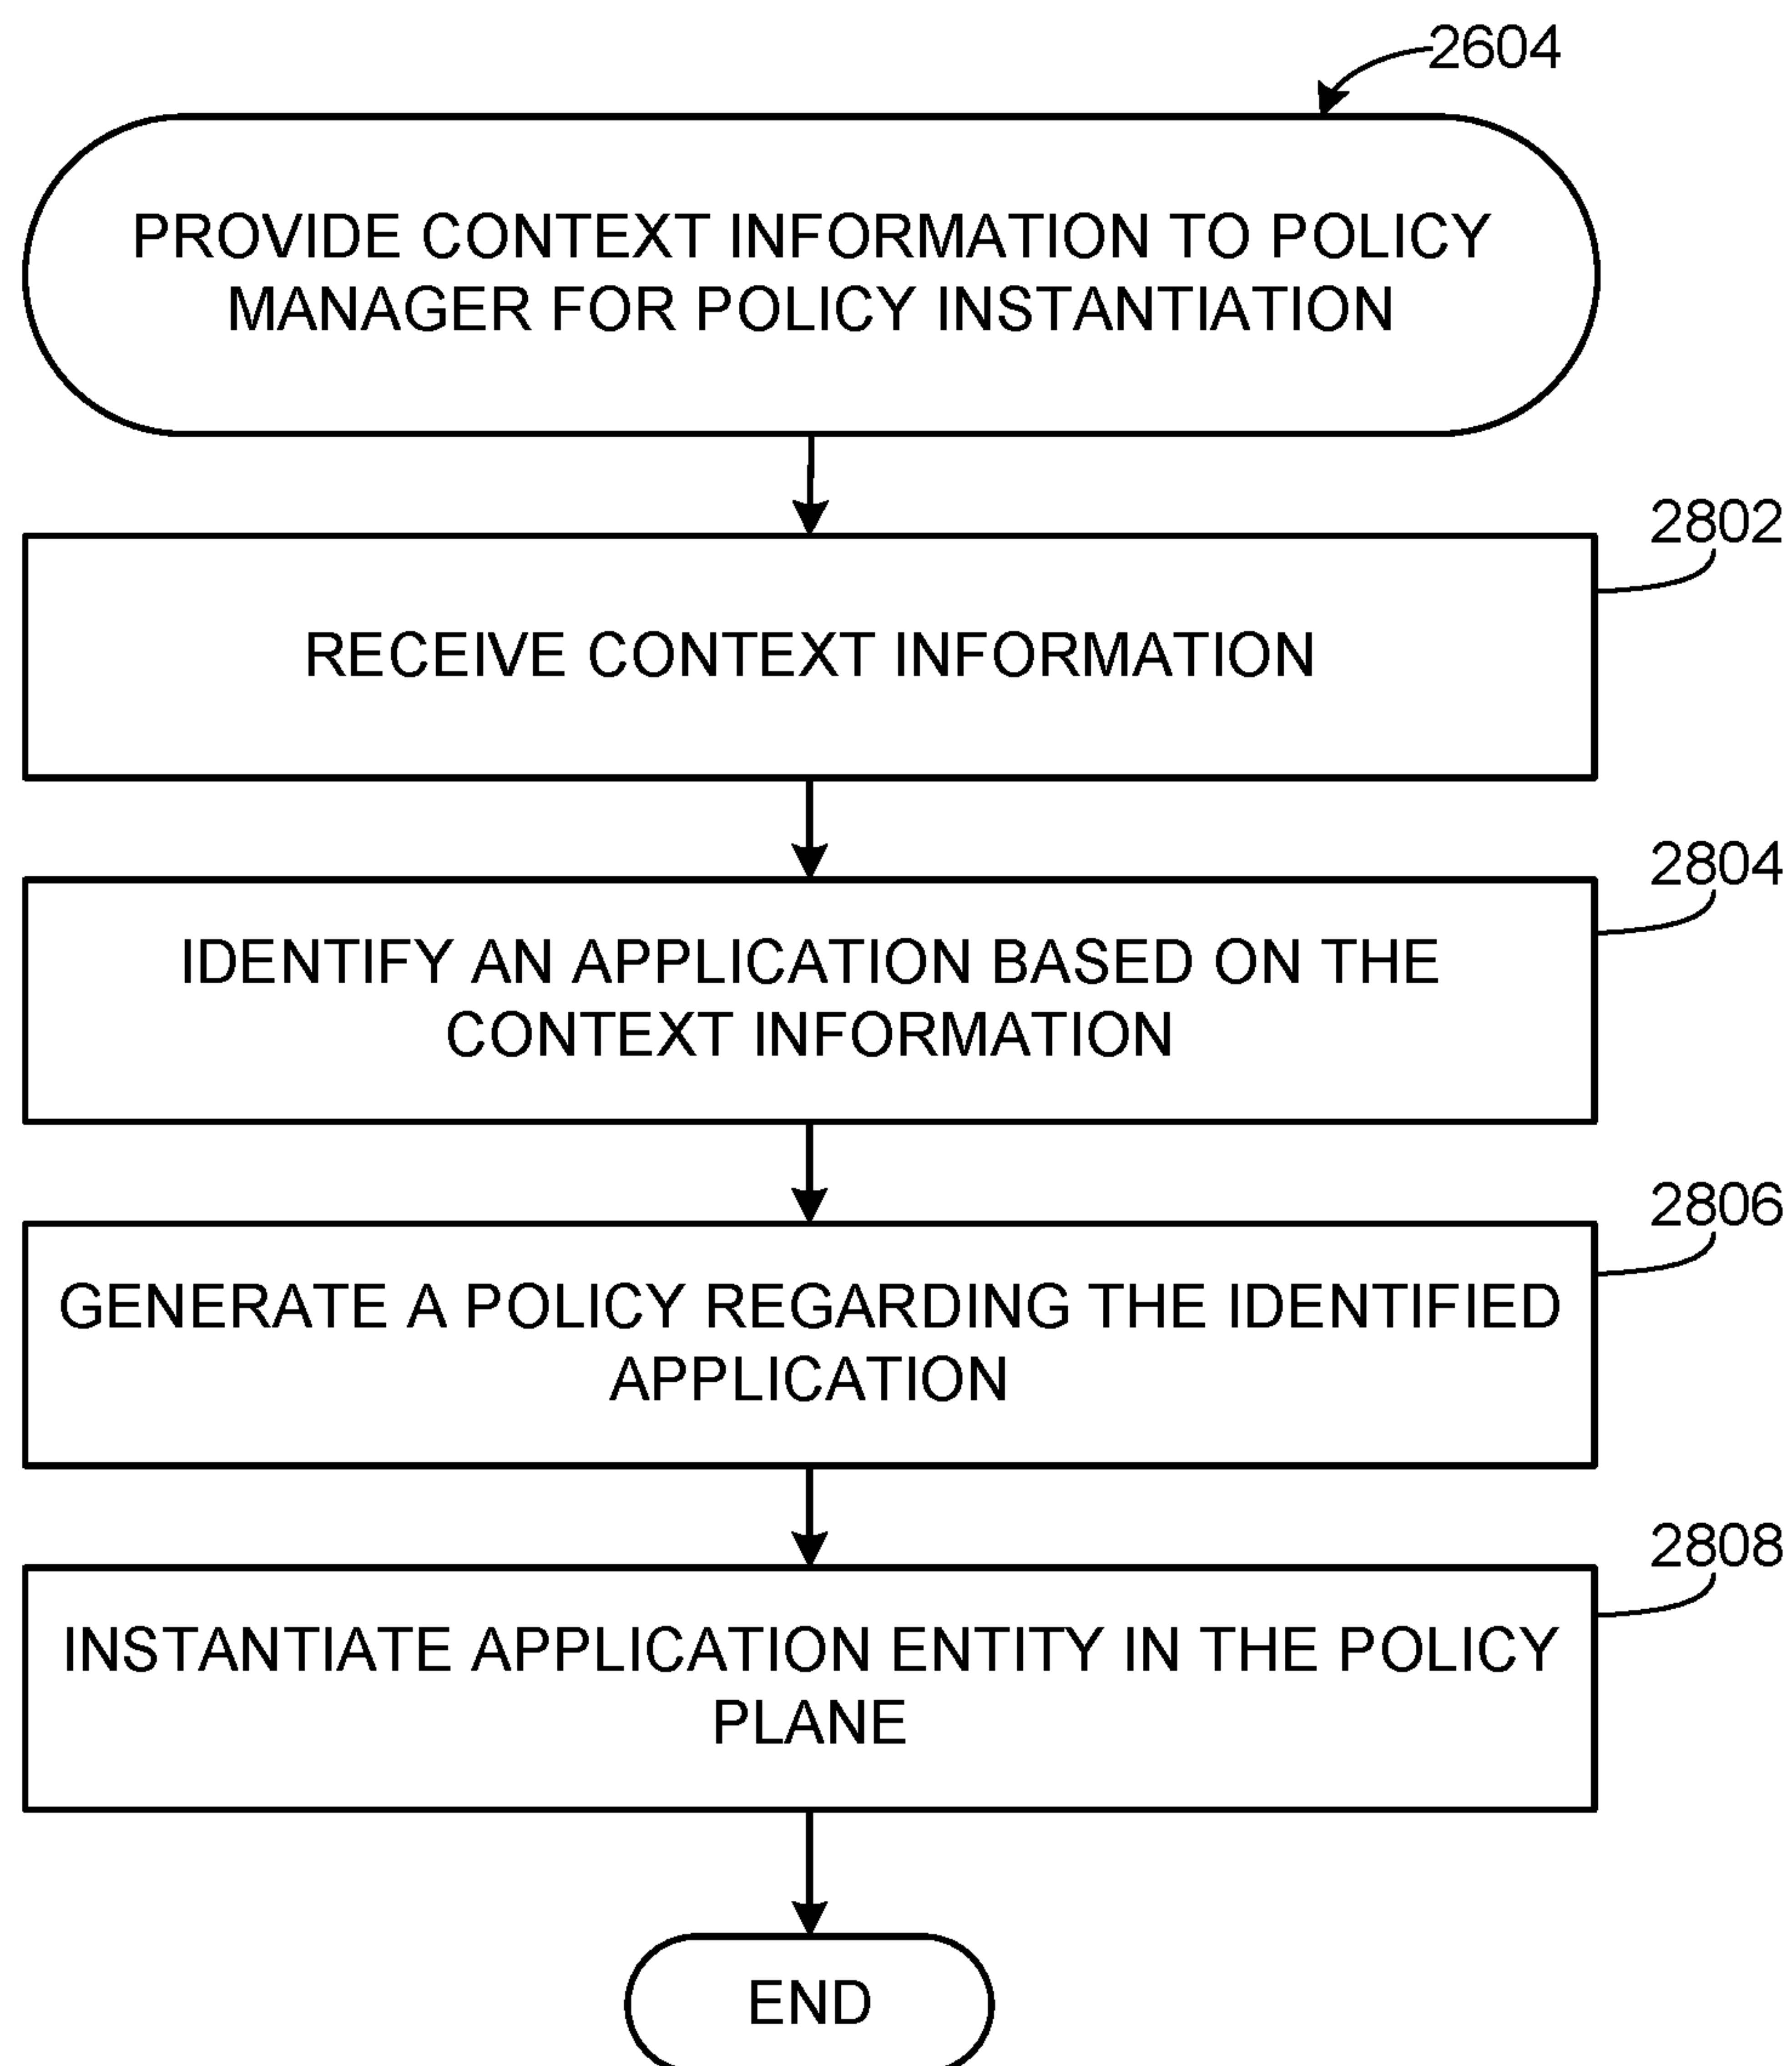 2604
PROVIDE CONTEXT INFORMATION TO POLICY
MANAGER FOR POLICY INSTANTIATION
2802
RECEIVE CONTEXT INFORMATION
2804
IDENTIFY AN APPLICATION BASED ON THE
CONTEXT INFORMATION
2806
GENERATE A POLICY REGARDING THE IDENTIFIED
APPLICATION
2808
INSTANTIATE APPLICATION ENTITY IN THE POLICY
PLANE
END